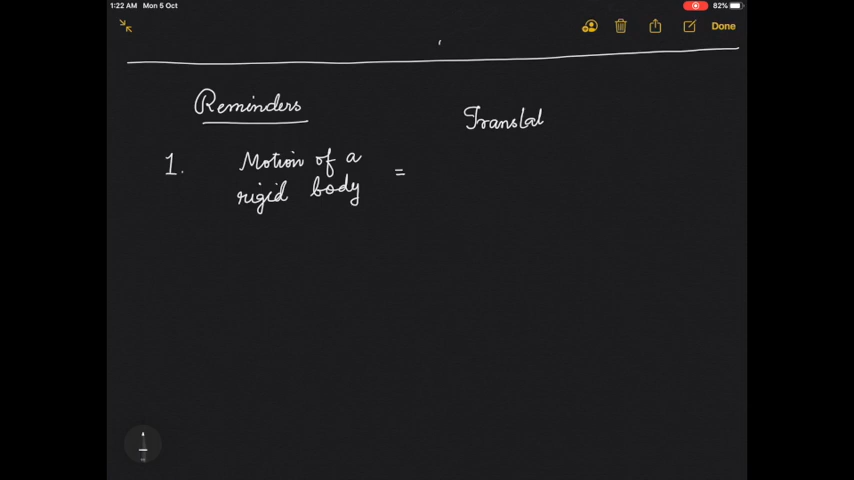 1:22 AM Mon 5 Oct
82%
Done
Reminders
Translat
1. Motion of a
rigid body =